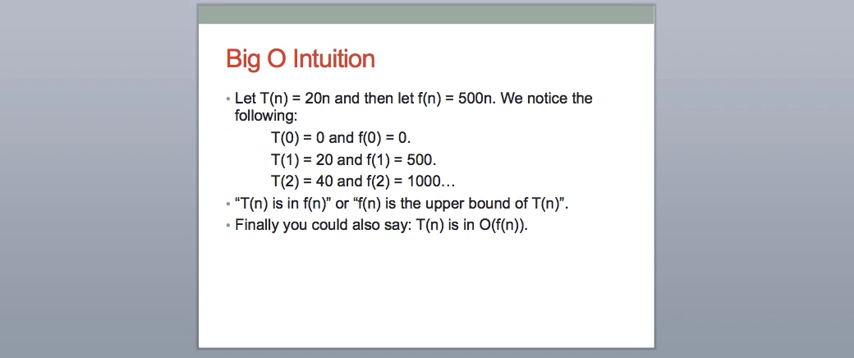 Big O Intuition
• Let T(n) = 20n and then let f(n) = 500n. We notice the
following:
T(0) = 0 and f(0) = 0.
T(1) = 20 and f(1) = 500.
T(2) = 40 and f(2) = 1000…
• “T(n) is in f(n)” or “f(n) is the upper bound of T(n)”.
• Finally you could also say: T(n) is in O(f(n)).